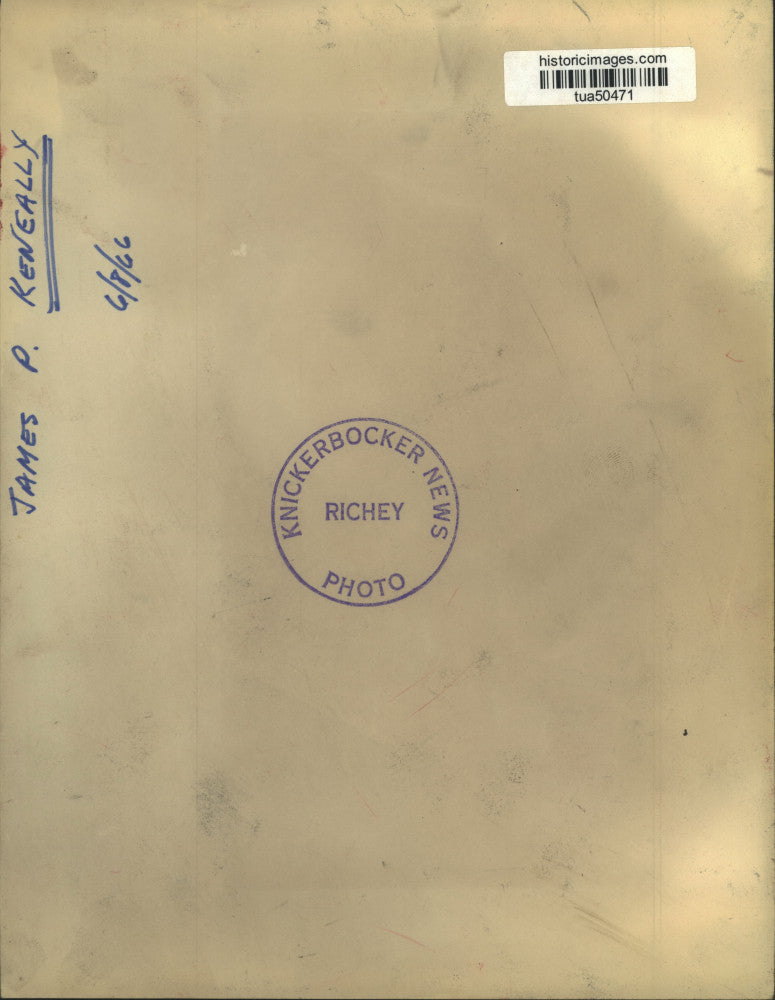 historicimages.com
tua50471
JAMES P. KENEALLY
6/8/66
KNICKERBOCKER NEWS
RICHEY
PHOTO